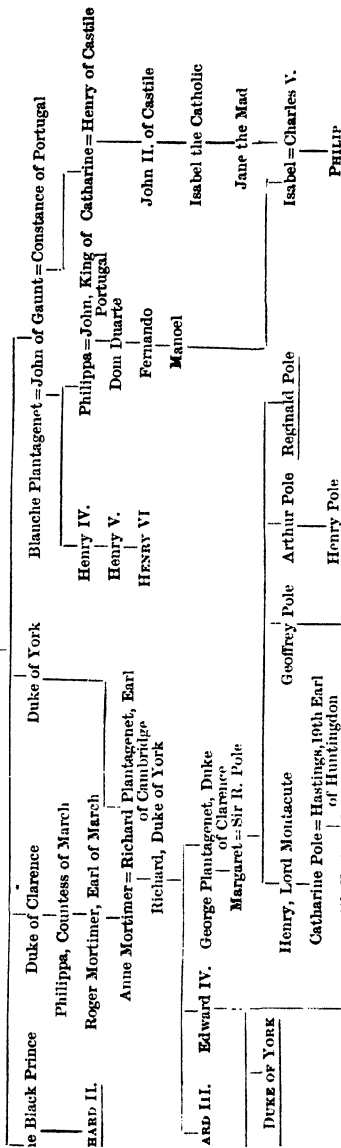 Blanche Plantagenet=John of Gaunt=Constance of Portugal
he Black Prince
Duke of Clarence
Duke of York
Philippa, Countess of March
HARD II.
Roger Mortimer, Earl of March
Henry IV.
Philippa=John, King of
Portugal
Catharine=Henry of Castile
Henry V.
Dom Duarte
John II. of Castile
HENRY VI
Fernando
Isabel the Catholic
Manoel
Jane the Mad
Anne Mortimer=Richard Plantagenet, Earl
of Cambridge
Richard, Duke of York
Isabel=Charles V.
PHILIP
ARD III.
Edward IV.
George Plantagenet, Duke
of Clarence
Margaret=Sir R. Pole
DUKE OF YORK
Henry, Lord Montacute
Geoffrey Pole
Arthur Pole
Reginald Pole
Catharine Pole=Hastings, 19th Earl
of Huntingdon
Henry Pole